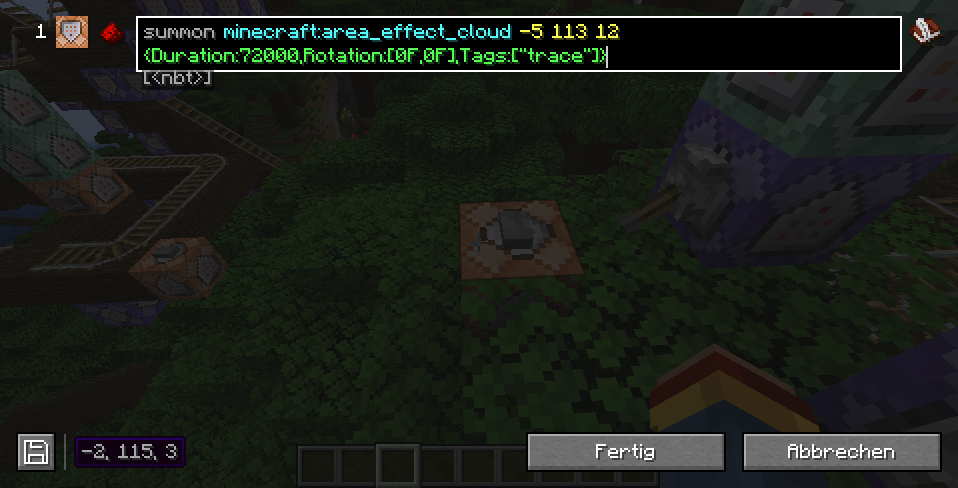 1
summon minecraft:area_effect_cloud -5 113 12
{Duration:72000,Rotation:[0F,0F],Tags:["trace"]}
[<nbt>]
-2, 115, 3
Fertig
Abbrechen